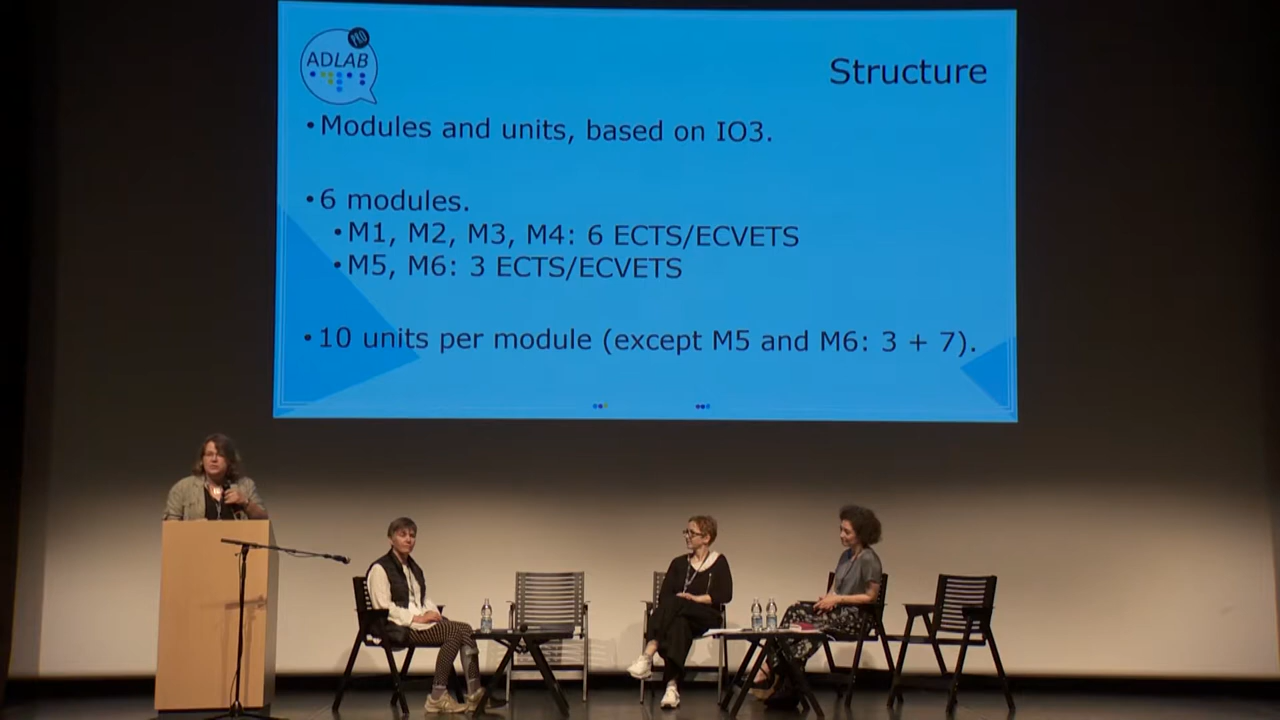 PRO
ADLAB
Structure
•Modules and units, based on IO3.
•6 modules.
•M1, M2, M3, M4: 6 ECTS/ECVETS
•M5, M6: 3 ECTS/ECVETS
•10 units per module (except M5 and M6: 3 + 7).